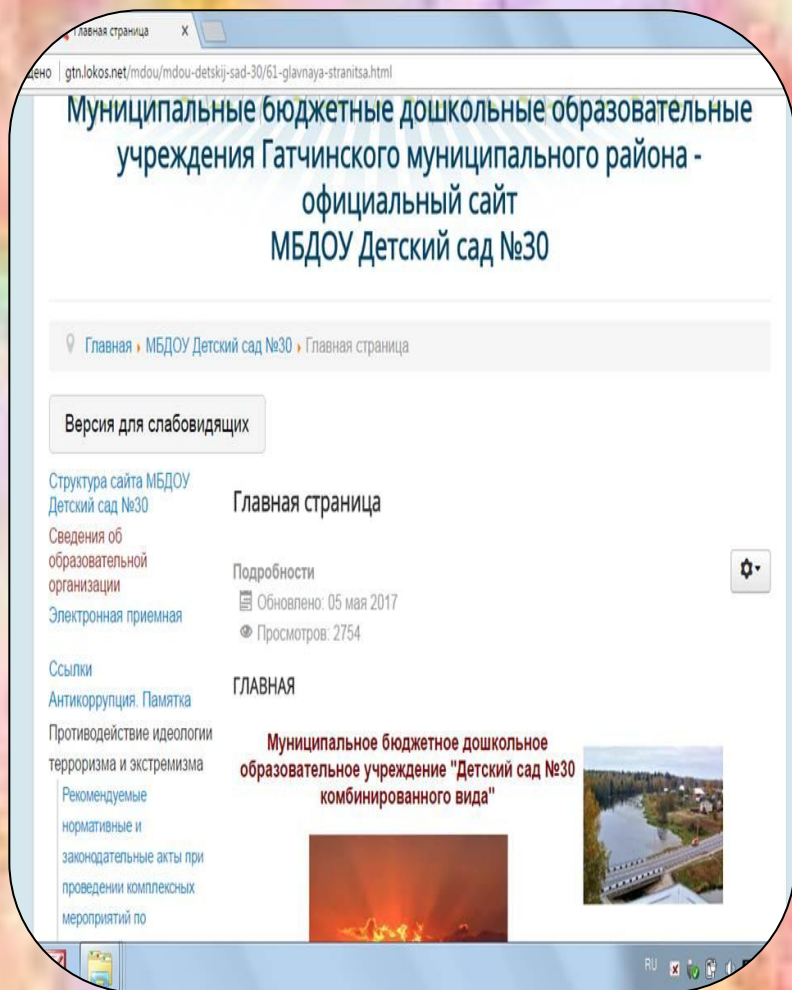 Главная страница
X
gtn.lokos.net/mdou/mdou-detskij-sad-30/61-glavnaya-stranitsa.html
Муниципальные бюджетные дошкольные образовательные
учреждения Гатчинского муниципального района -
официальный сайт
МБДОУ Детский сад №30
Главная › МБДОУ Детский сад №30 › Главная страница
Версия для слабовидящих
Структура сайта МБДОУ
Детский сад №30
Сведения об
образовательной
организации
Электронная приемная
Ссылки
Антикоррупция. Памятка
Противодействие идеологии
терроризма и экстремизма
Рекомендуемые
нормативные и
законодательные акты при
проведении комплексных
мероприятий по
Главная страница
Подробности
Обновлено: 05 мая 2017
Просмотров: 2754
ГЛАВНАЯ
Муниципальное бюджетное дошкольное
образовательное учреждение "Детский сад №30
комбинированного вида"
RU